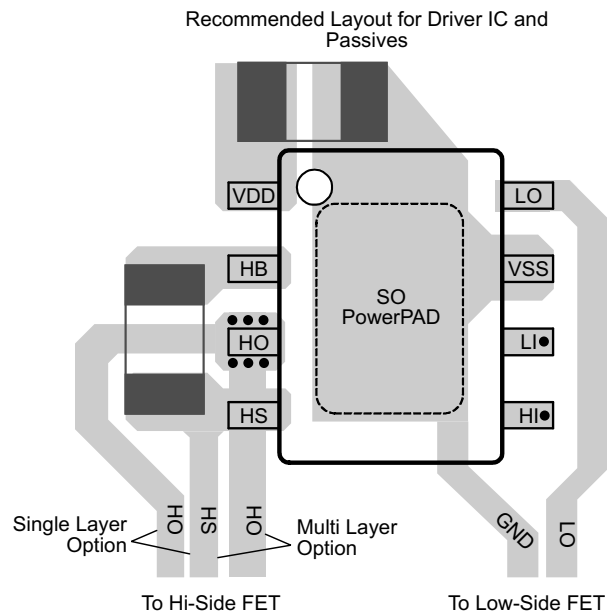 Recommended Layout for Driver IC and
Passives
VDD
LO
HB
VSS
SO
PowerPAD
HO
LI
HS
HI
HO
HS
HO
GND
LO
Single Layer
Option
Multi Layer
Option
To Hi-Side FET
To Low-Side FET